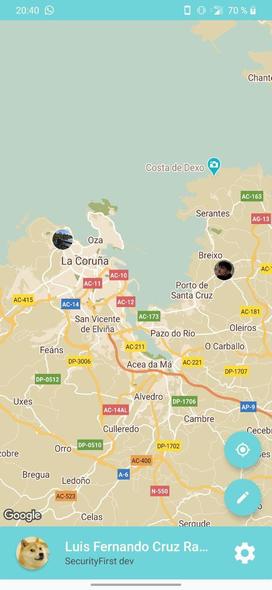 20:40 70 %
Chante
Costa de Dexo
AC-163
Serantes
AG-13
Oza
Breixo
La Coruña
AC-10
AC-11
Porto de
Santa Cruz
AC-415
AC-14
AC-12
AC-173
AC-181
San Vicente
de Elviña
Pazo do Río
Oleiros
AC-211
O Carballo
Feáns
DP-3006
Acea da Má
AC-221
DP-1707
DP-0512
Uxes
Alvedro
DP-1706
AP-9
AC-14AL
Cambre
Culleredo
Orro
DP-0510
DP-1702
zobre
AC-400
Bregua
Ledoño
A-6
AC-523
N-550
Google
Celas
Sergude
Luis Fernando Cruz Ra...
SecurityFirst dev